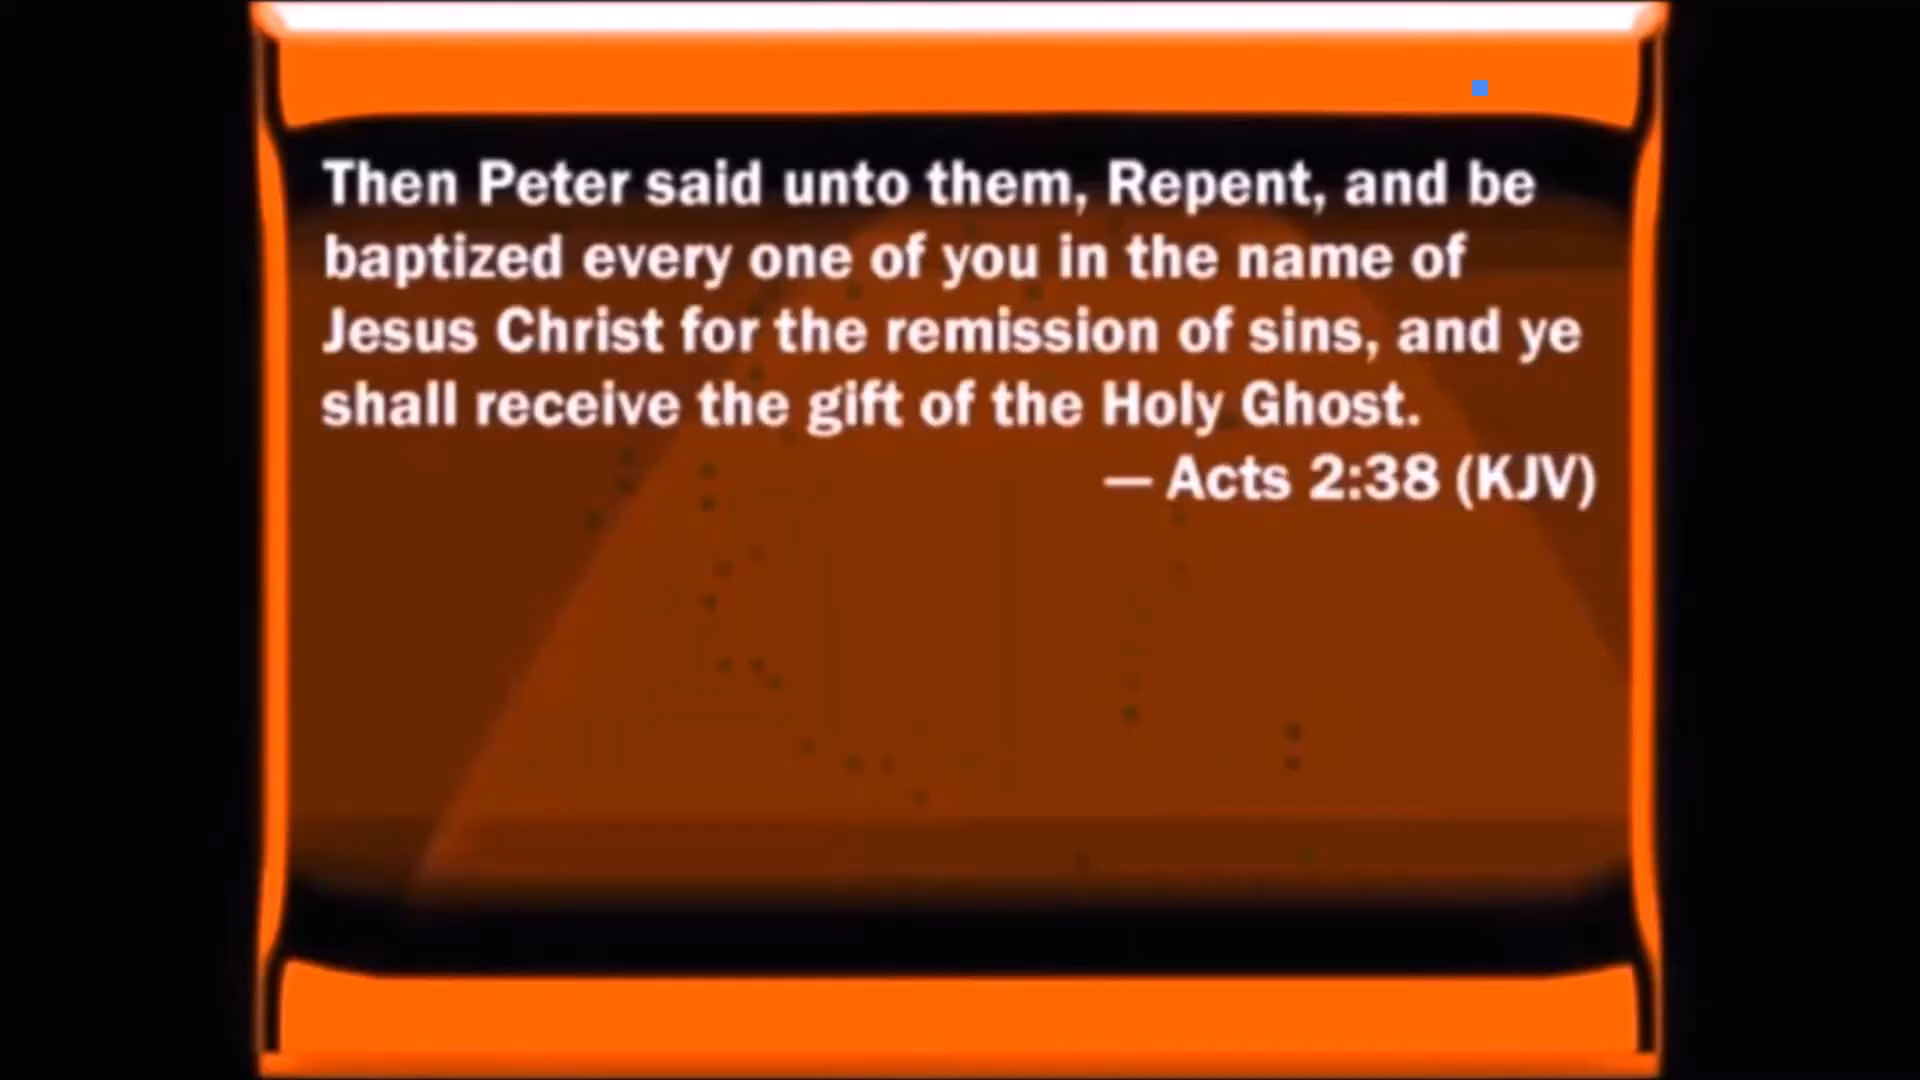 Then Peter said unto them, Repent, and be
baptized every one of you in the name of
Jesus Christ for the remission of sins, and ye
shall receive the gift of the Holy Ghost.
— Acts 2:38 (KJV)